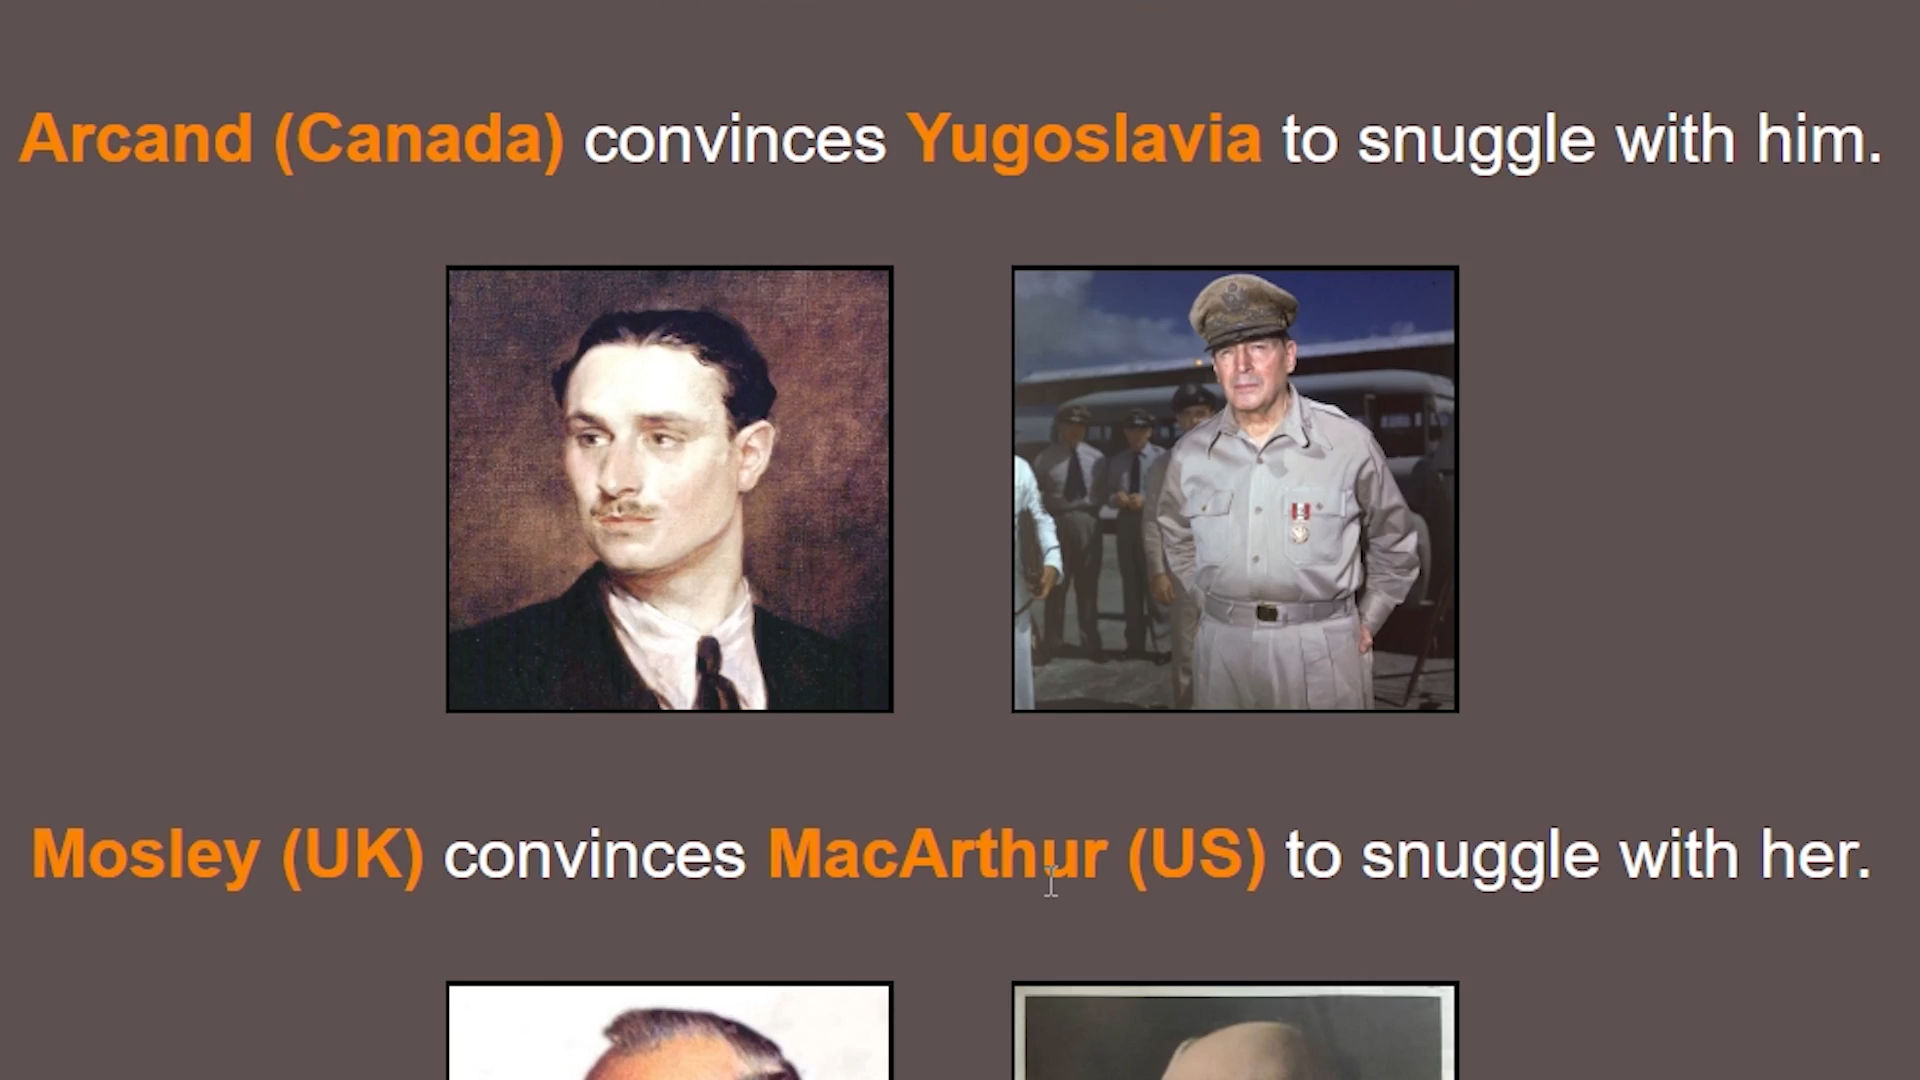 Arcand (Canada) convinces Yugoslavia to snuggle with him.
Mosley (UK) convinces MacArthur (US) to snuggle with her.